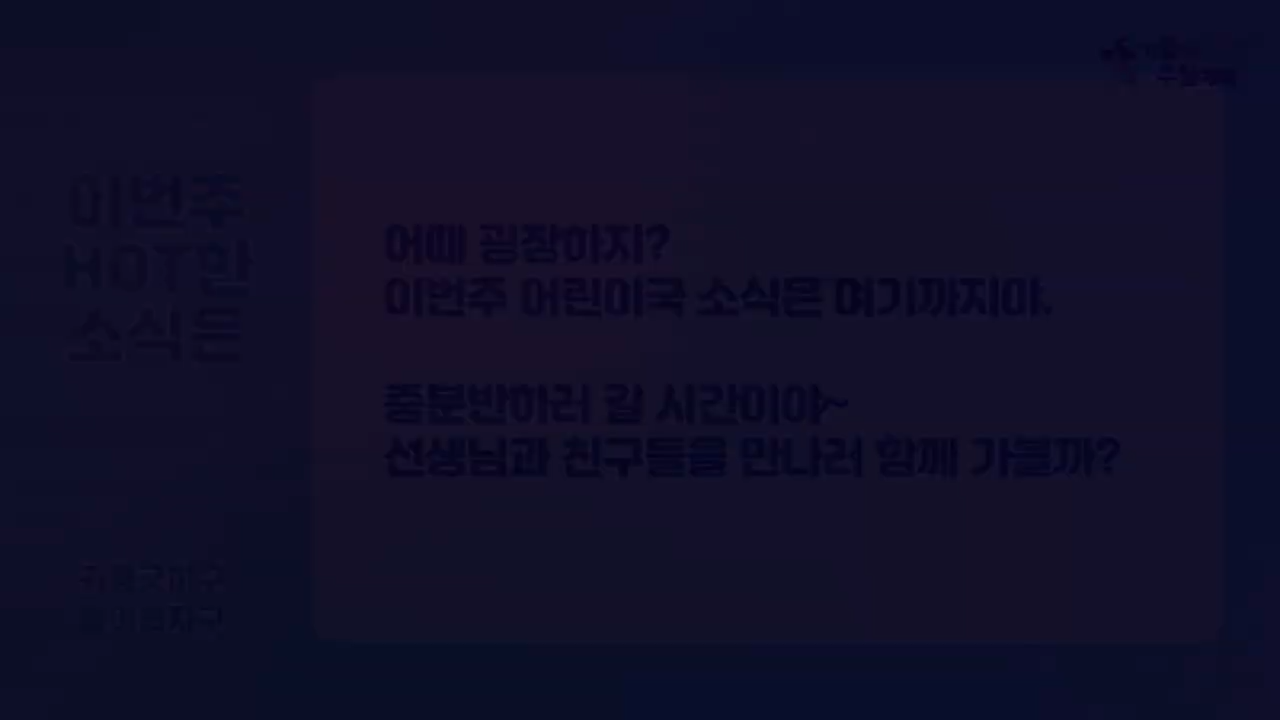 이번주
HOT한
소식은
어때 굉장하지?
이번주 어린이국 소식은 여기까지야.
줌분반하러 갈 시간이야~
선생님과 친구들을 만나러 함께 가볼까?